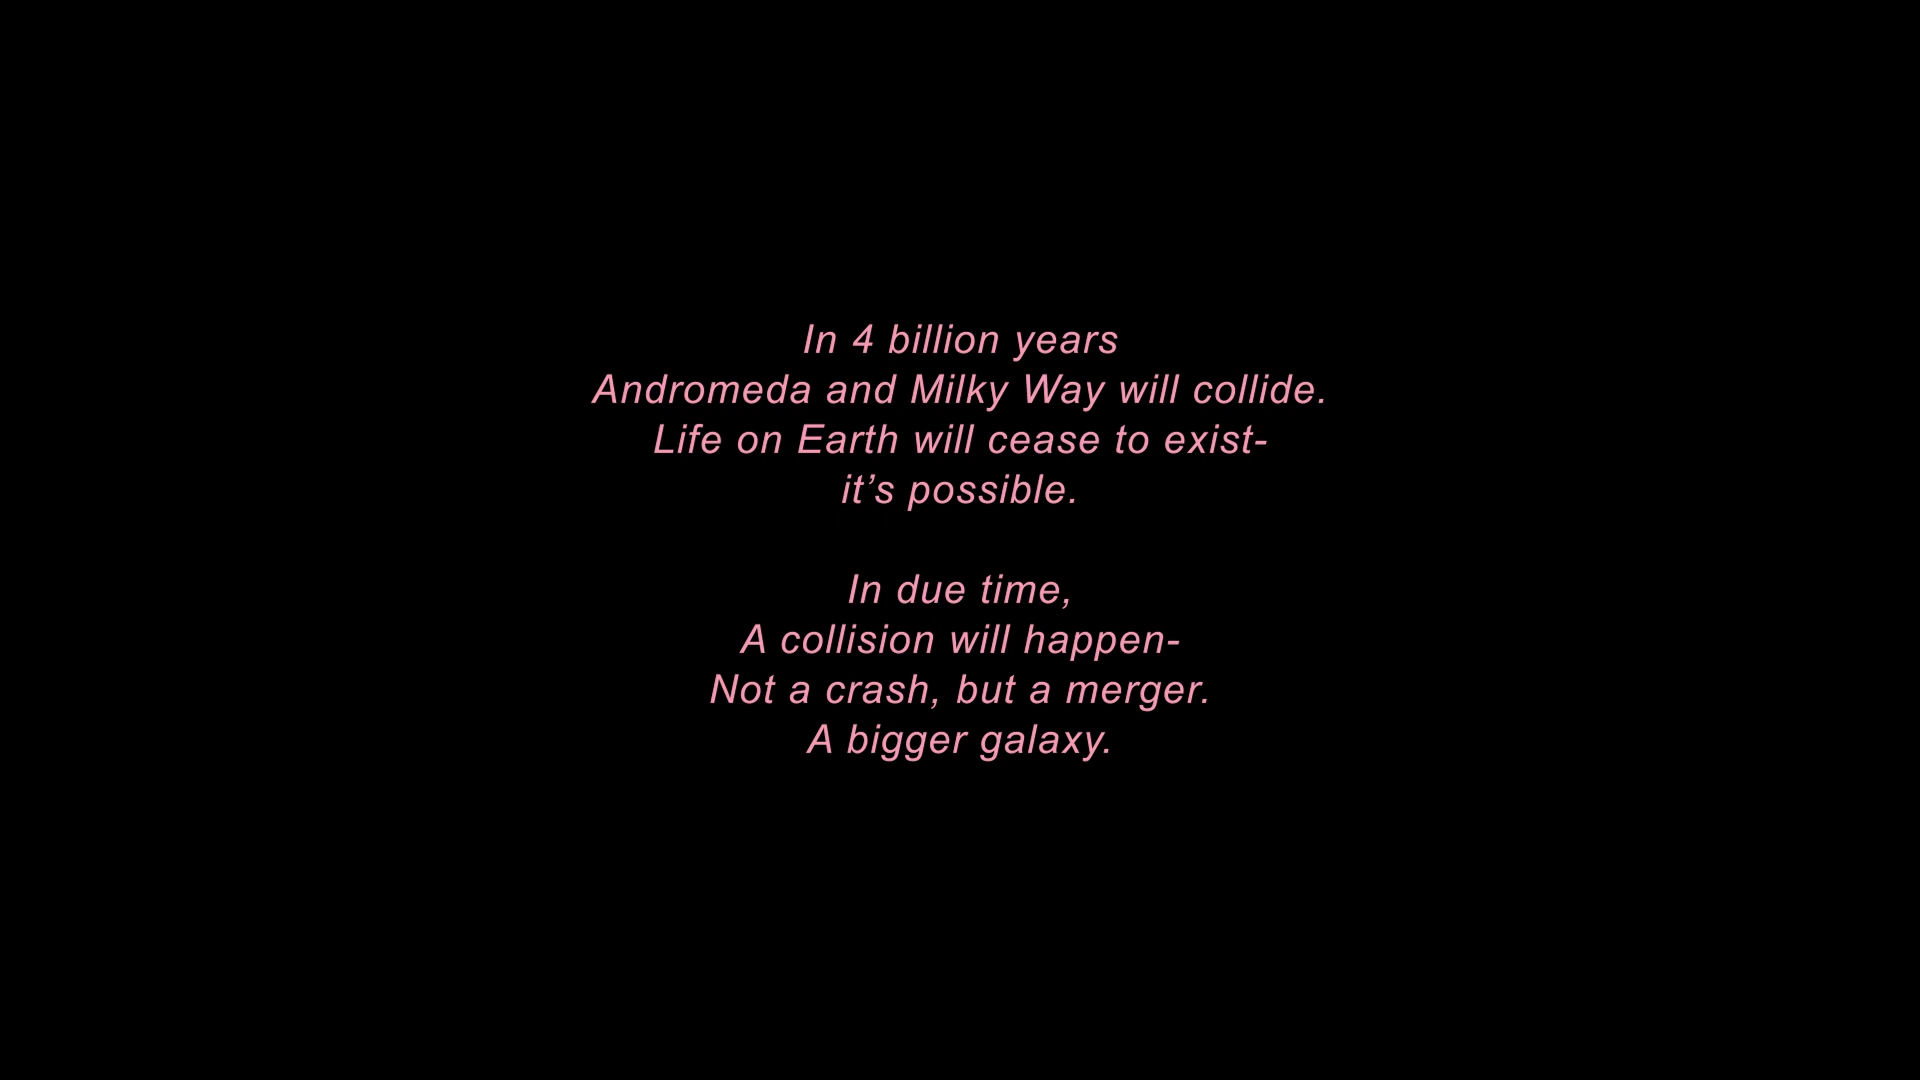 In 4 billion years
Andromeda and Milky Way will collide.
Life on Earth will cease to exist-
it’s possible.
In due time,
A collision will happen-
Not a crash, but a merger.
A bigger galaxy.